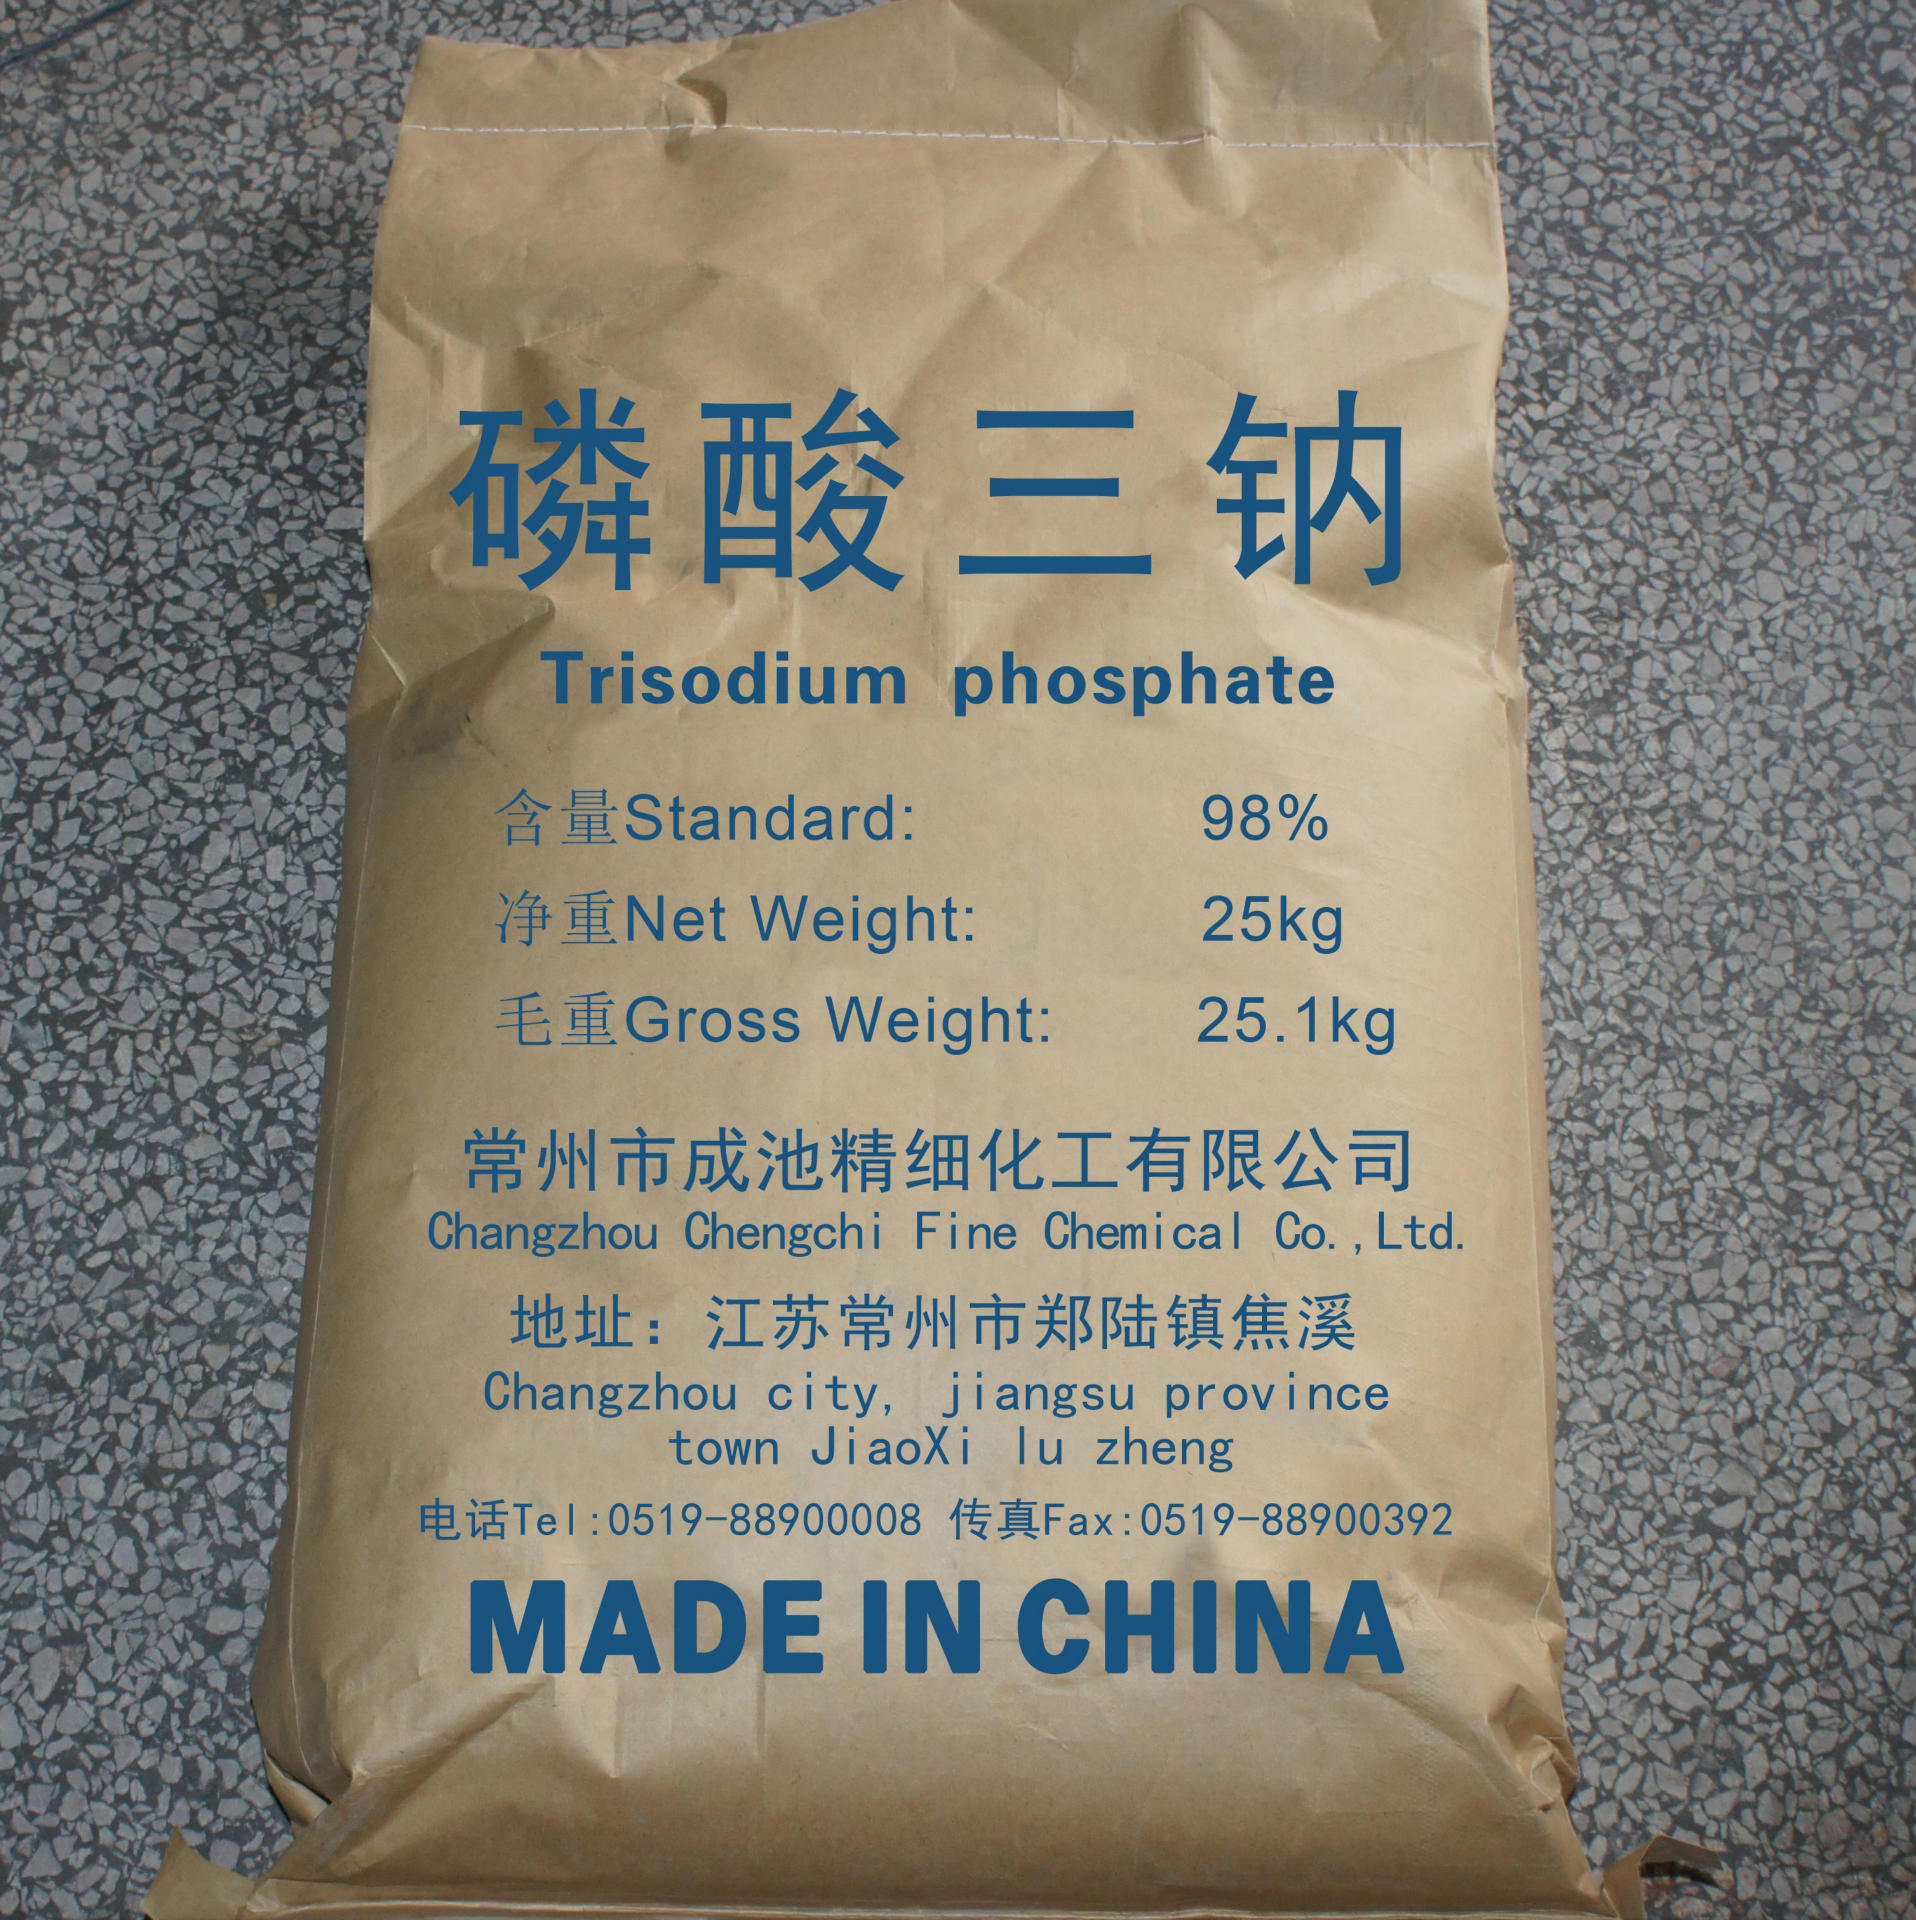 磷酸三钠
Trisodium phosphate
含量Standard: 98%
净重Net Weight: 25kg
毛重Gross Weight: 25.1kg
常州市成池精细化工有限公司
Changzhou Chengchi Fine Chemical Co.,Ltd.
地址：江苏常州市郑陆镇焦溪
Changzhou city, jiangsu province
town JiaoXi lu zheng
电话Tel:0519-88900008 传真Fax:0519-88900392
MADE IN CHINA